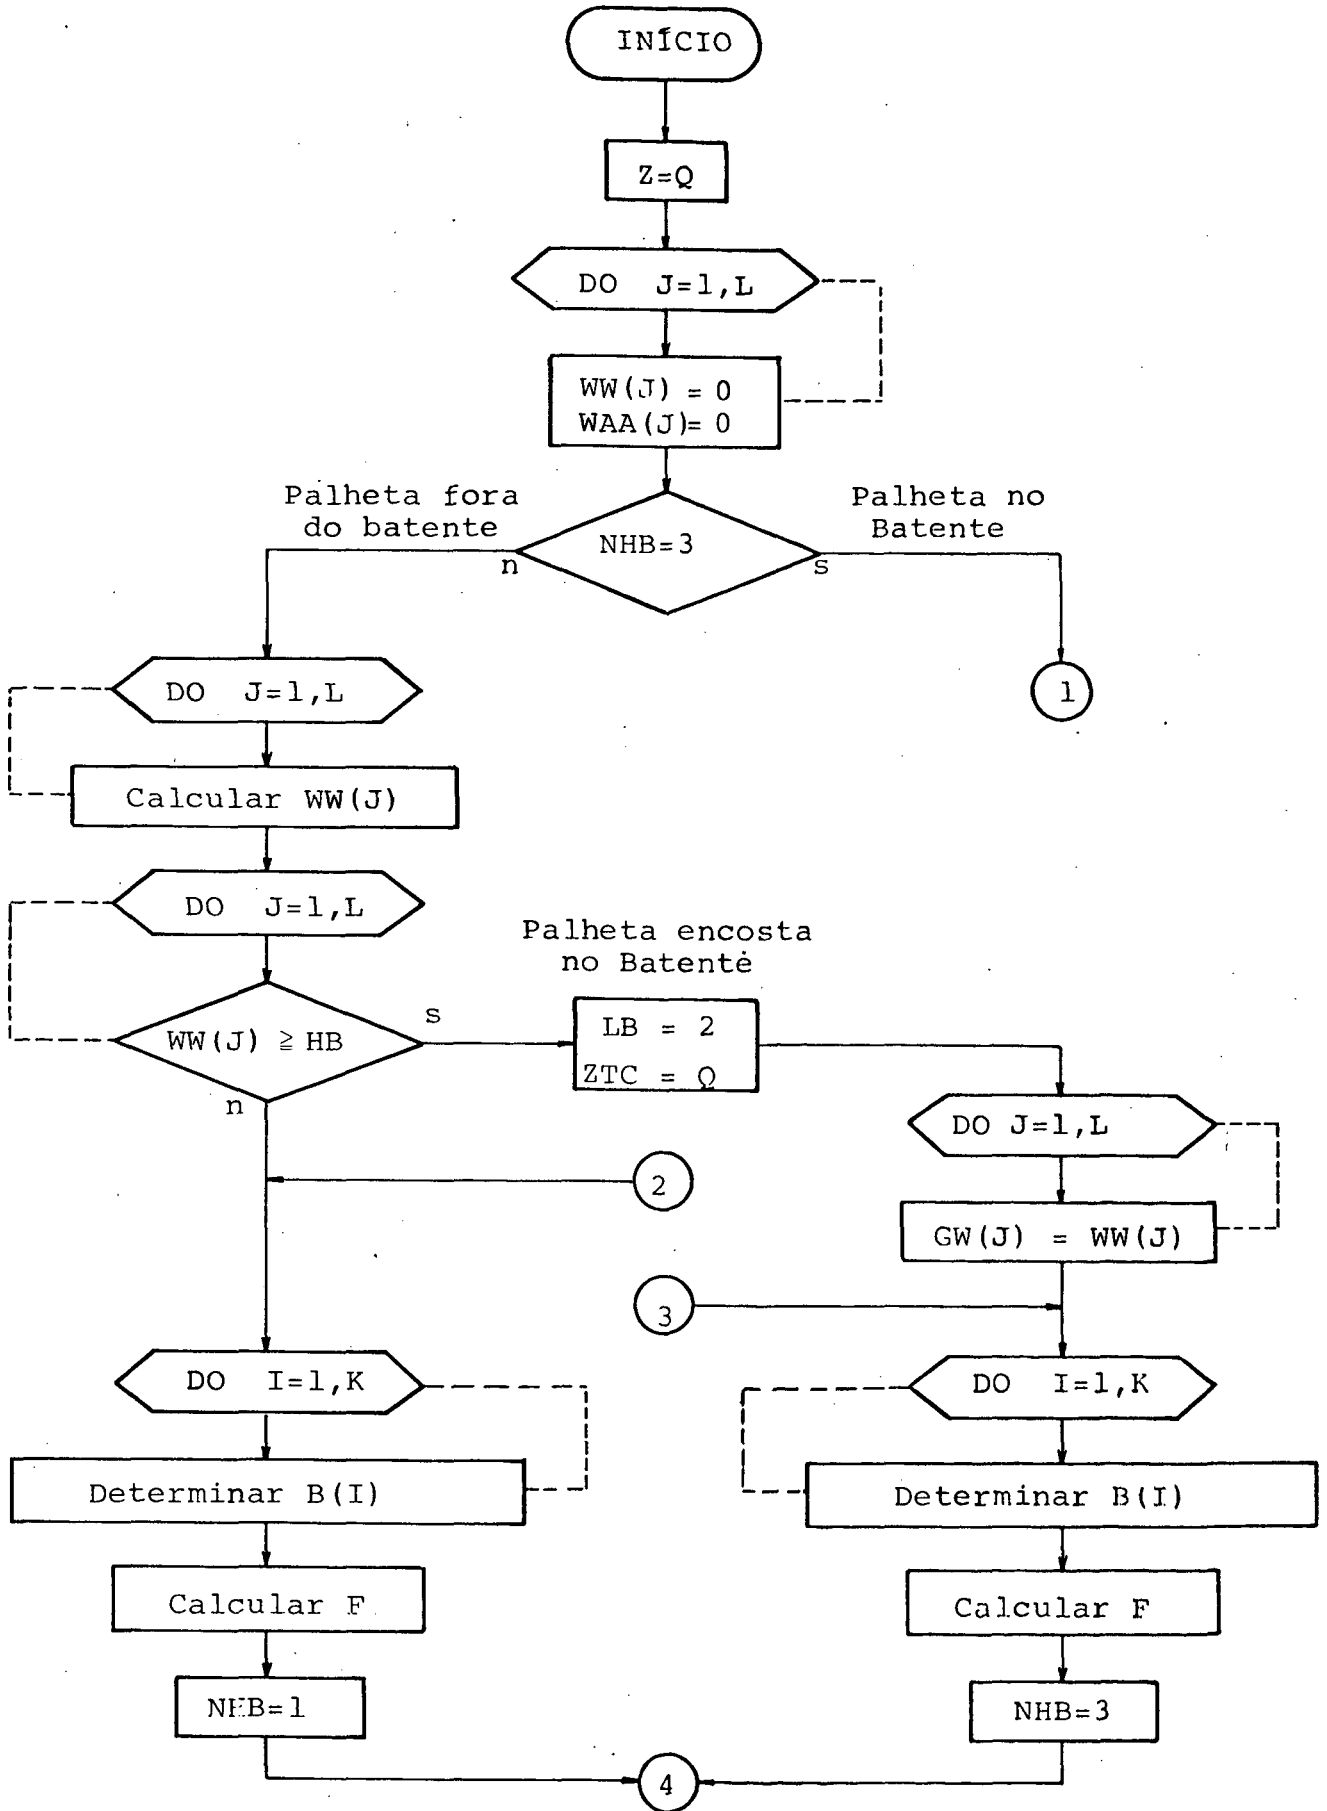 INÍCIO
Z=Q
DO J=1,L
WW(J) = 0
WAA(J)= 0
Palheta fora
do batente
Palheta no
Batente
NHB=3
n
s
DO J=1,L
1
Calcular WW(J)
DO J=1,L
Palheta encosta
no Batente
WW(J) ≧ HB
s
n
LB = 2
ZTC = Q
DO J=1,L
2
GW(J) = WW(J)
3
DO I=1,K
DO I=1,K
Determinar B(I)
Determinar B(I)
Calcular F
Calcular F
NHB=1
NHB=3
4